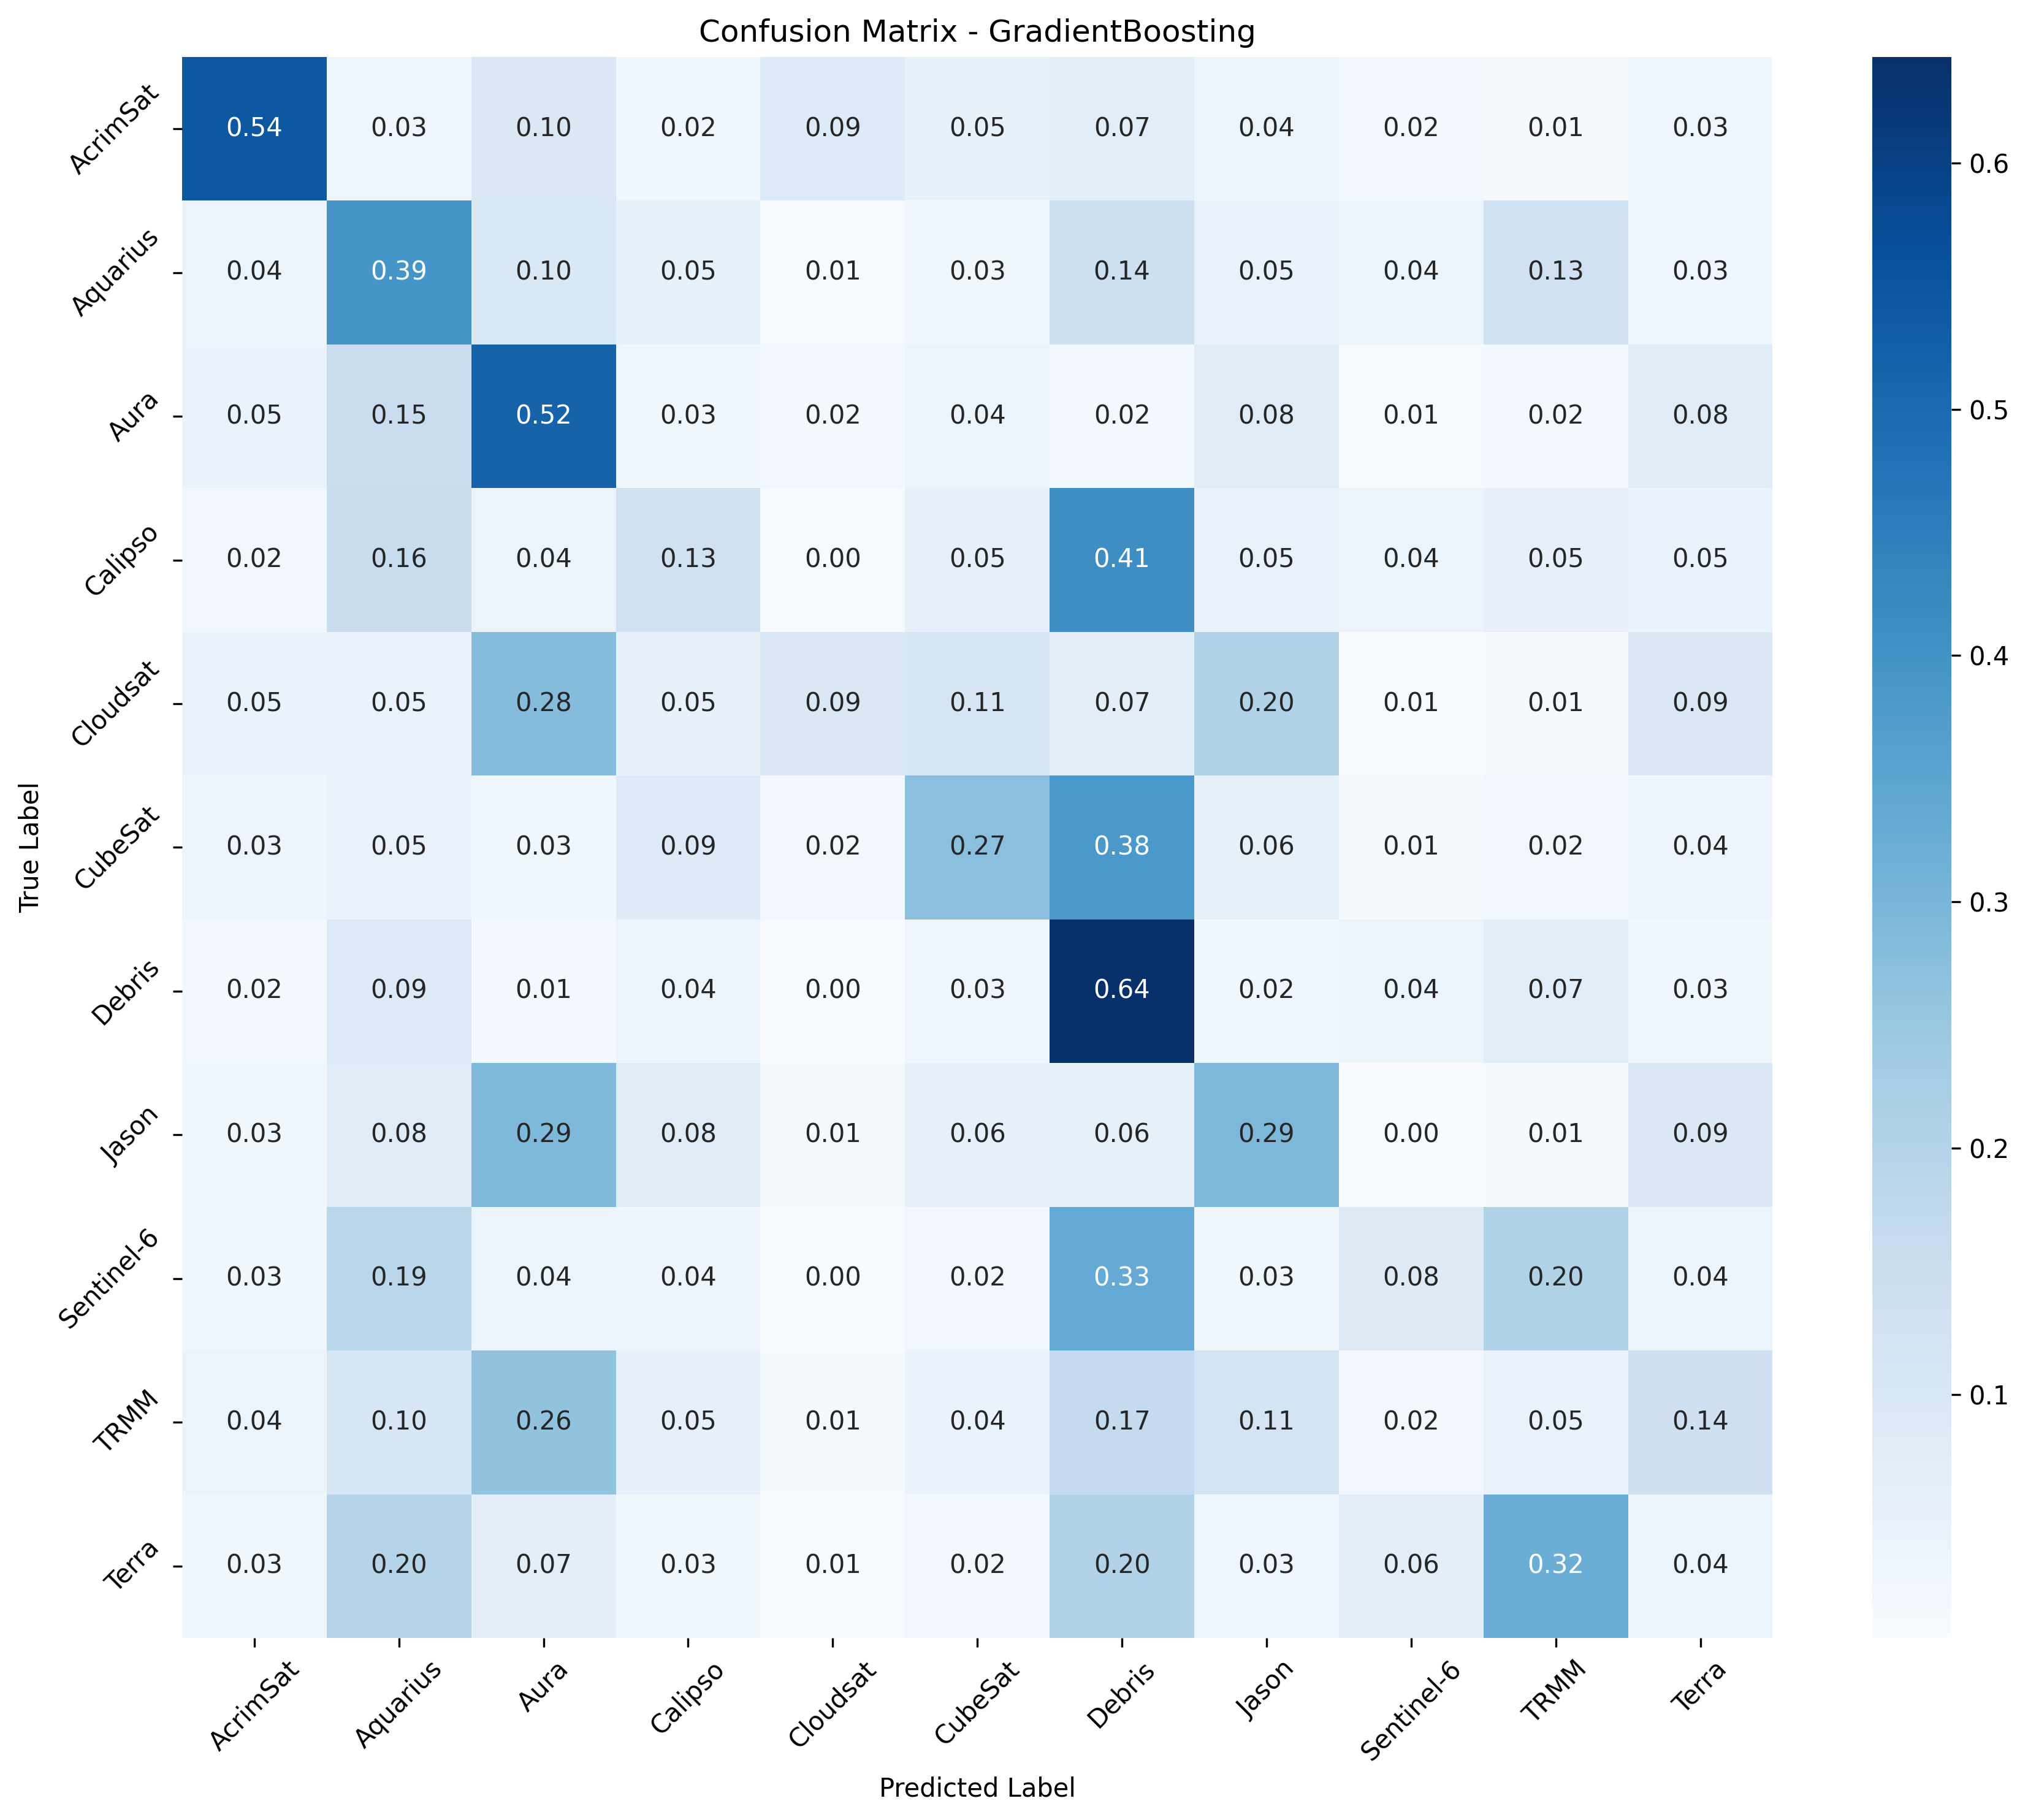 Confusion Matrix - GradientBoosting
True Label
AcrimSat 0.54 0.03 0.10 0.02 0.09 0.05 0.07 0.04 0.02 0.01 0.03
Aquarius 0.04 0.39 0.10 0.05 0.01 0.03 0.14 0.05 0.04 0.13 0.03
Aura 0.05 0.15 0.52 0.03 0.02 0.04 0.02 0.08 0.01 0.02 0.08
Calipso 0.02 0.16 0.04 0.13 0.00 0.05 0.41 0.05 0.04 0.05 0.05
Cloudsat 0.05 0.05 0.28 0.05 0.09 0.11 0.07 0.20 0.01 0.01 0.09
CubeSat 0.03 0.05 0.03 0.09 0.02 0.27 0.38 0.06 0.01 0.02 0.04
Debris 0.02 0.09 0.01 0.04 0.00 0.03 0.64 0.02 0.04 0.07 0.03
Jason 0.03 0.08 0.29 0.08 0.01 0.06 0.06 0.29 0.00 0.01 0.09
Sentinel-6 0.03 0.19 0.04 0.04 0.00 0.02 0.33 0.03 0.08 0.20 0.04
TRMM 0.04 0.10 0.26 0.05 0.01 0.04 0.17 0.11 0.02 0.05 0.14
Terra 0.03 0.20 0.07 0.03 0.01 0.02 0.20 0.03 0.06 0.32 0.04
AcrimSat Aquarius Aura Calipso Cloudsat CubeSat Debris Jason Sentinel-6 TRMM Terra
Predicted Label
0.6
0.5
0.4
0.3
0.2
0.1